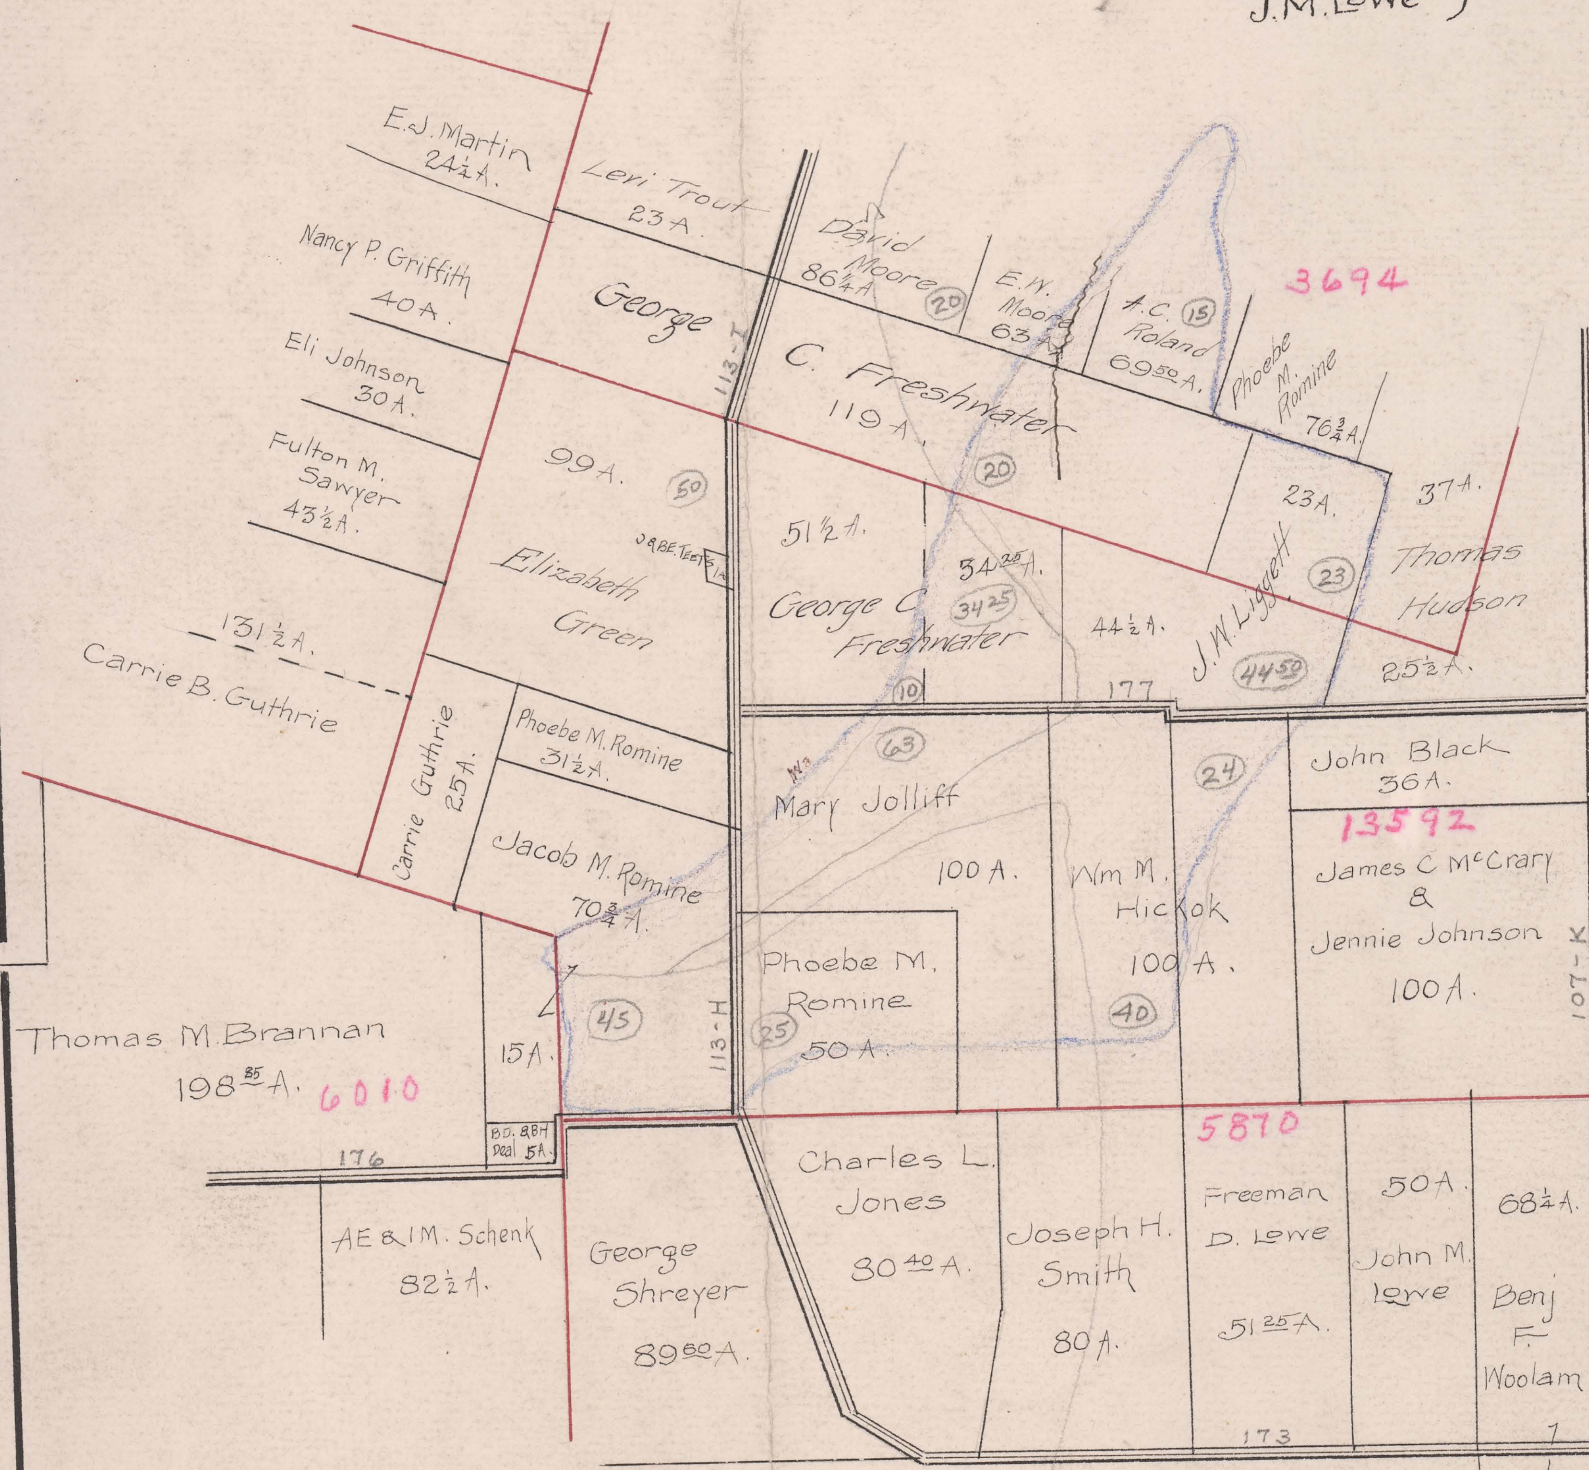 J.M. Lowe
E.J. Martin
24¼ A.
Levi Trout
23 A.
Nancy P. Griffith
40 A.
Eli Johnson
30 A.
Fulton M.
Sawyer
43½ A.
131½ A.
Carrie B. Guthrie
George
C. Freshwater
119 A.
113-I
David
Moore
86¼ A
20
E.W.
Moore
63 A
A.C.
15
Roland
69 50 A.
Phoebe
M.
Romine
76¾ A.
3694
99 A.
50
Elizabeth
Green
20
51½ A.
34 25 A.
34 25
George C
Freshwater
10
44½ A.
177
23 A.
J.W. Liggett
23
44 50
37 A.
Thomas
Hudson
25½ A.
Carrie Guthrie
25 A.
Phoebe M. Romine
31½ A.
Jacob M. Romine
70¾ A.
45
113-H
63
Mary Jolliff
100 A.
Phoebe M.
Romine
25
50 A.
24
Wm M.
Hickok
100 A.
40
John Black
36 A.
13592
James C McCrary
&
Jennie Johnson
100 A.
107-K
Thomas M. Brannan
198 85 A.
6010
15 A.
B.D. & BH
Deal 5A.
176
AE & IM. Schenk
82½ A.
George
Shreyer
89 60 A.
Charles L.
Jones
80 40 A.
Joseph H.
Smith
80 A.
5870
Freeman
D. Lowe
51 25 A.
50 A.
John M.
Lowe
68¼ A.
Benj
F.
Woolam
173